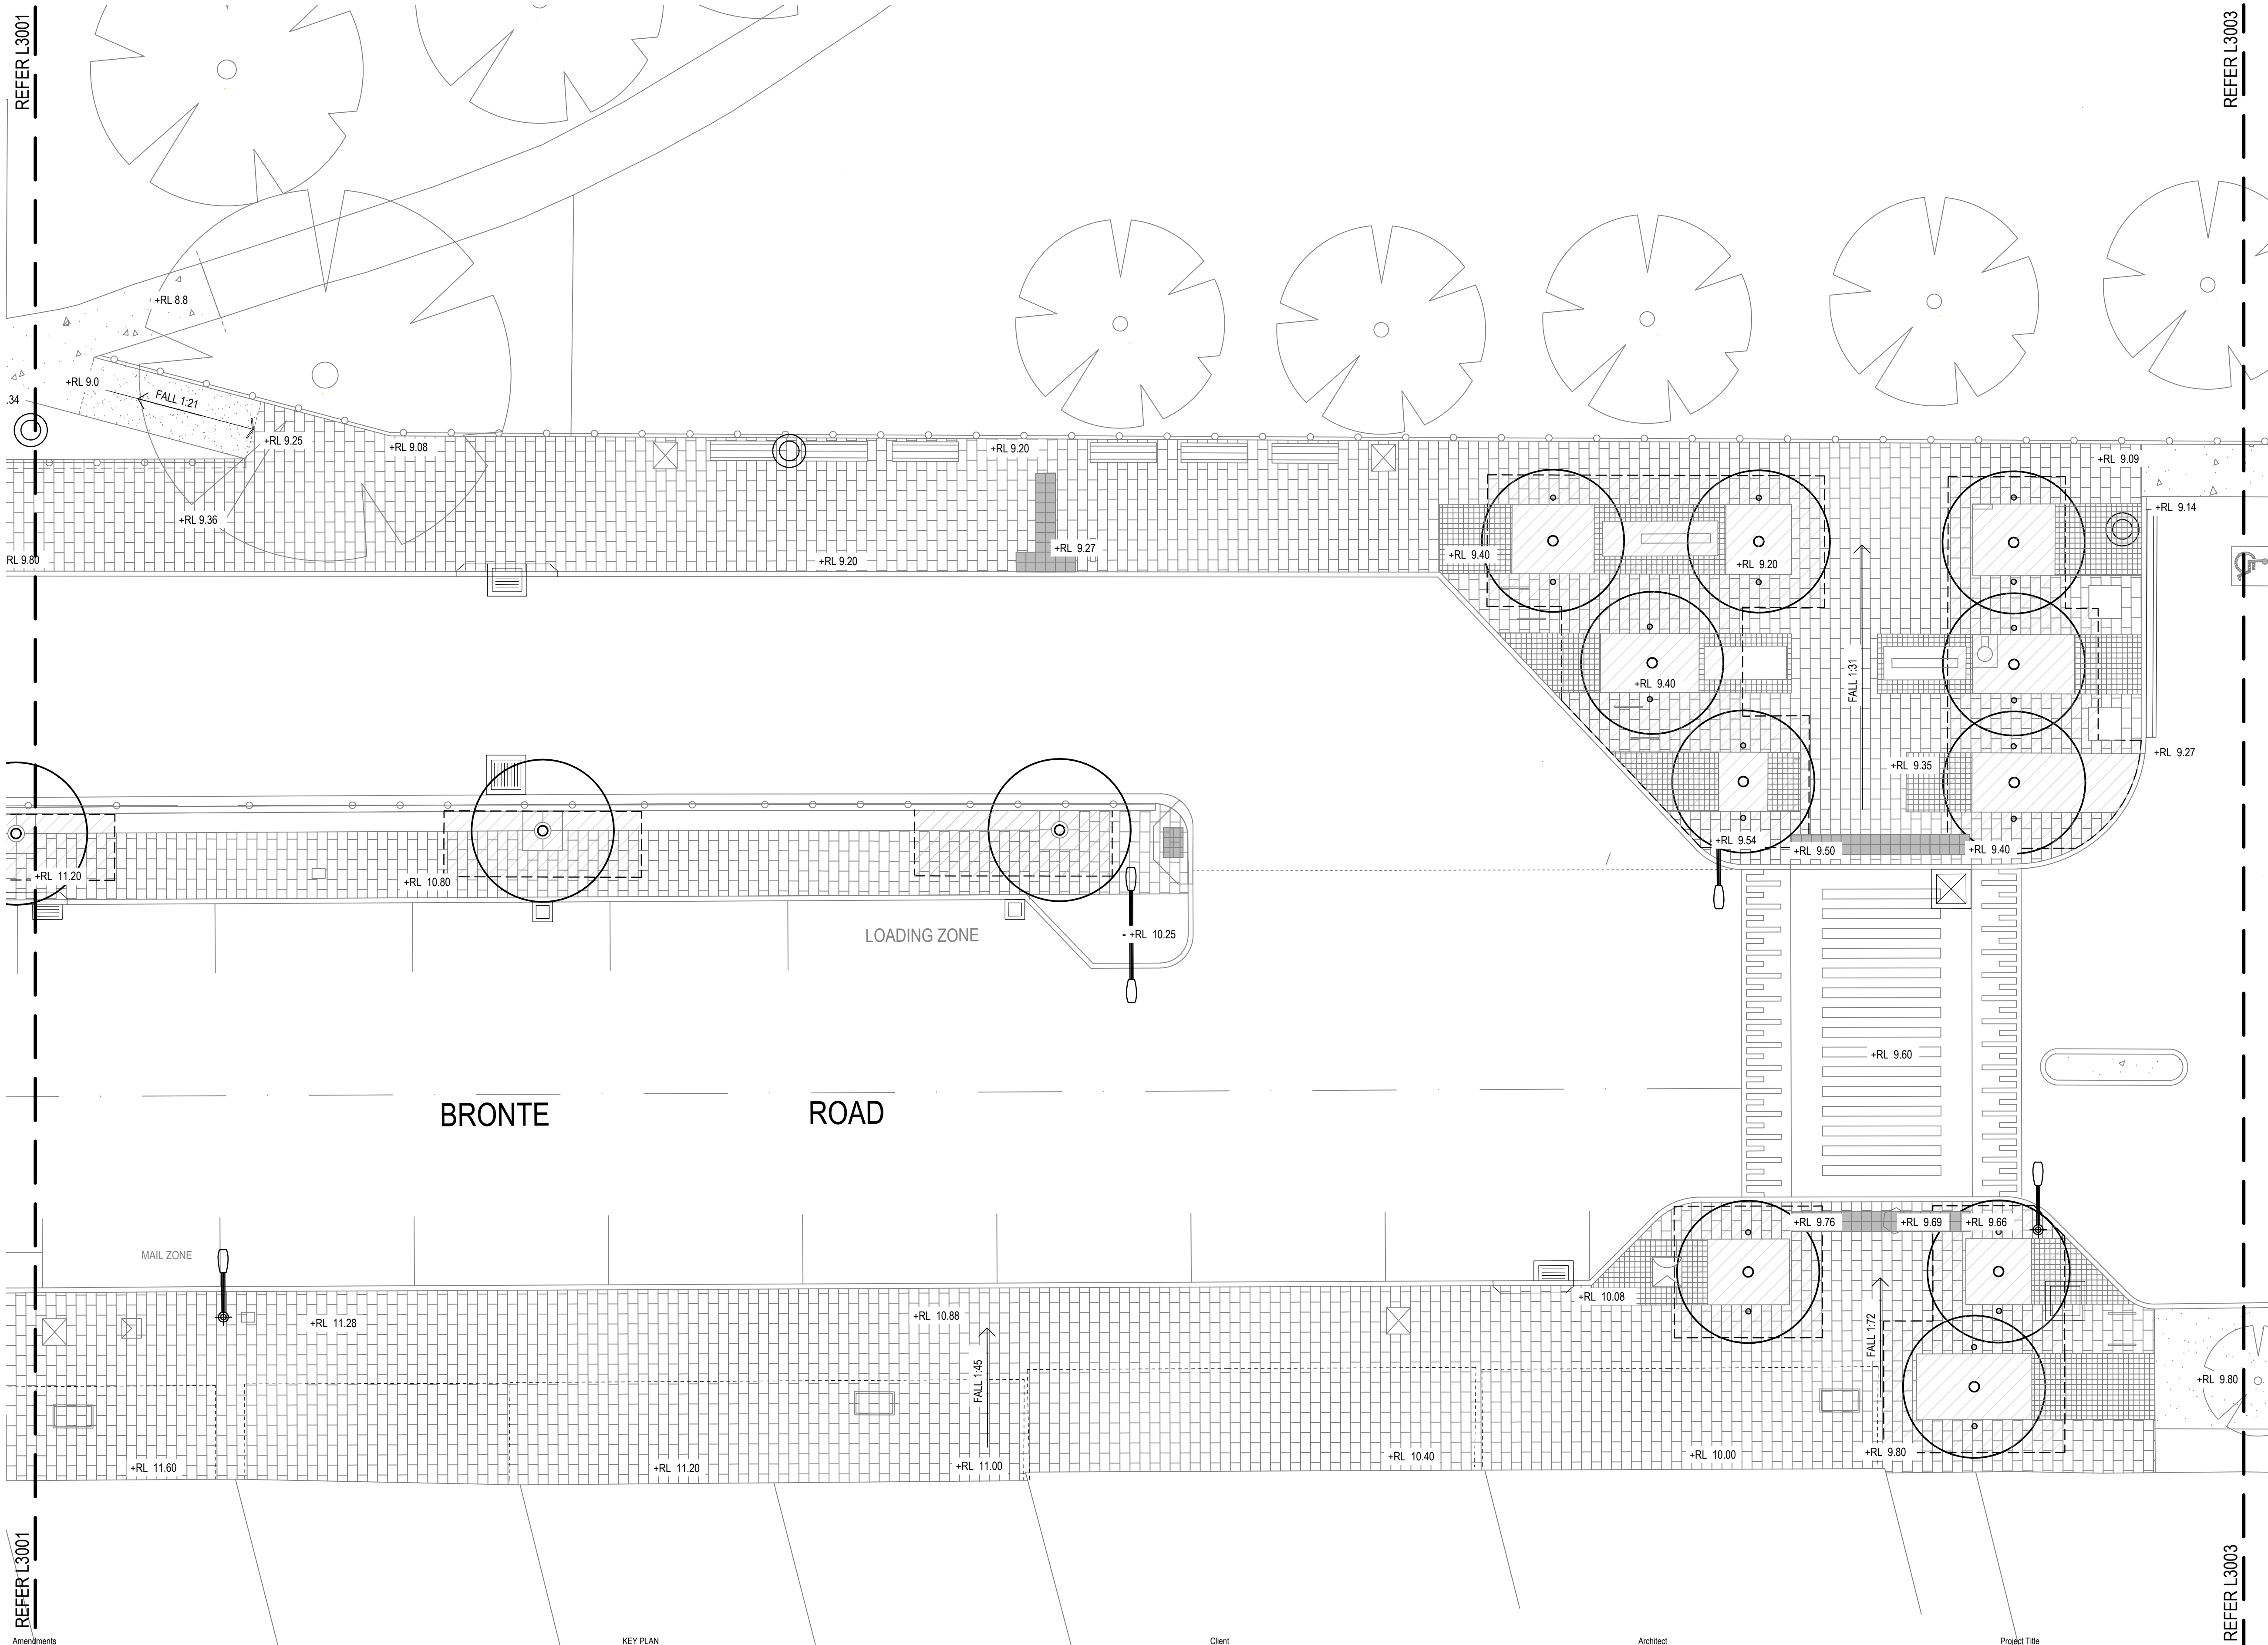 REFER L3001
REFER L3003
+RL 8.8
+RL 9.0
FALL 1:21
.34
+RL 9.25
+RL 9.08
+RL 9.20
+RL 9.09
+RL 9.14
+RL 9.36
+RL 9.80
+RL 9.20
+RL 9.27
+RL 9.40
+RL 9.20
FALL 1:31
+RL 9.40
+RL 9.27
+RL 9.35
+RL 9.54
+RL 9.50
+RL 9.40
+RL 11.20
+RL 10.80
LOADING ZONE
- +RL 10.25
+RL 9.60
BRONTE ROAD
MAIL ZONE
+RL 9.76
+RL 9.69
+RL 9.66
+RL 10.08
+RL 11.28
+RL 10.88
FALL 1:45
FALL 1:72
+RL 9.80
+RL 11.60
+RL 11.20
+RL 11.00
+RL 10.40
+RL 10.00
+RL 9.80
REFER L3001
REFER L3003
Amendments
KEY PLAN
Client
Architect
Project Title